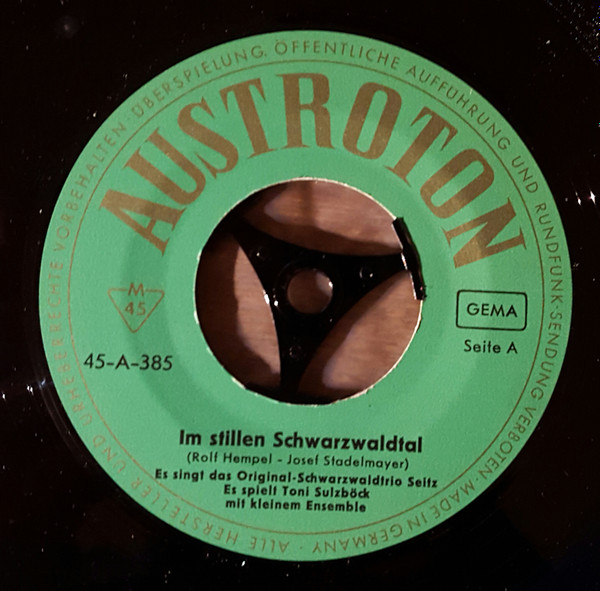 ALLE HERSTELLER UND URHEBERRECHTE VORBEHALTEN · ÜBERSPIELUNG, ÖFFENTLICHE AUFFÜHRUNG UND RUNDFUNK-SENDUNG VERBOTEN · MADE IN GERMANY ·
AUSTROTON
M
45
GEMA
Seite A
45-A-385
Im stillen Schwarzwaldtal
(Rolf Hempel - Josef Stadelmayer)
Es singt das Original-Schwarzwaldtrio Seitz
Es spielt Toni Sulzböck
mit kleinem Ensemble